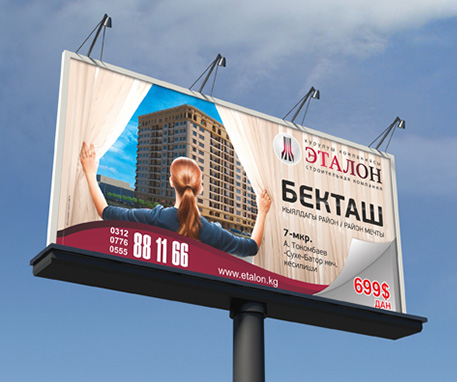 КУРУЛУШ КОМПАНИЯСЫ
ЭТАЛОН
СТРОИТЕЛЬНАЯ КОМПАНИЯ
БЕКТАШ
КЫЯЛДАГЫ РАЙОН / РАЙОН МЕЧТЫ
7-мкр.
А. Токомбаев
-Сухе-Батор көч.
кесилиши
0312
0776
0555
88 11 66
www.etalon.kg
699$
ДАН